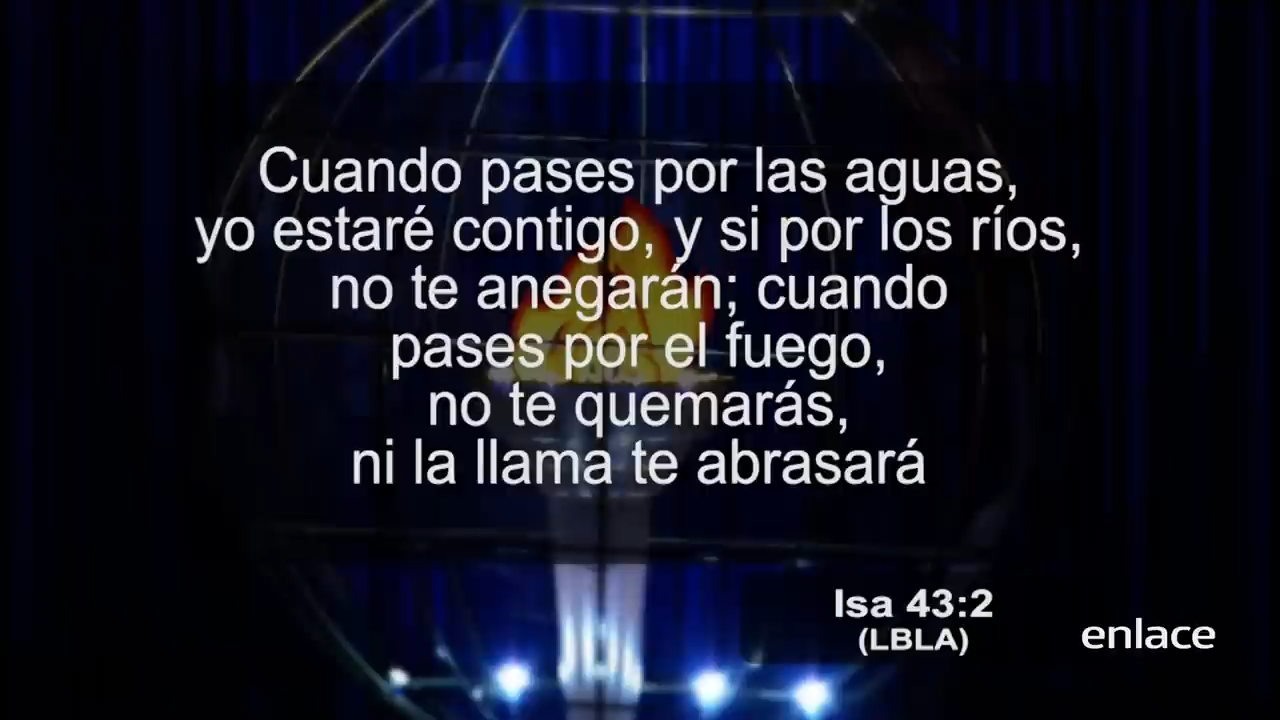 Cuando pases por las aguas,
yo estaré contigo, y si por los ríos,
no te anegarán; cuando
pases por el fuego,
no te quemarás,
ni la llama te abrasará
Isa 43:2
(LBLA)
enlace